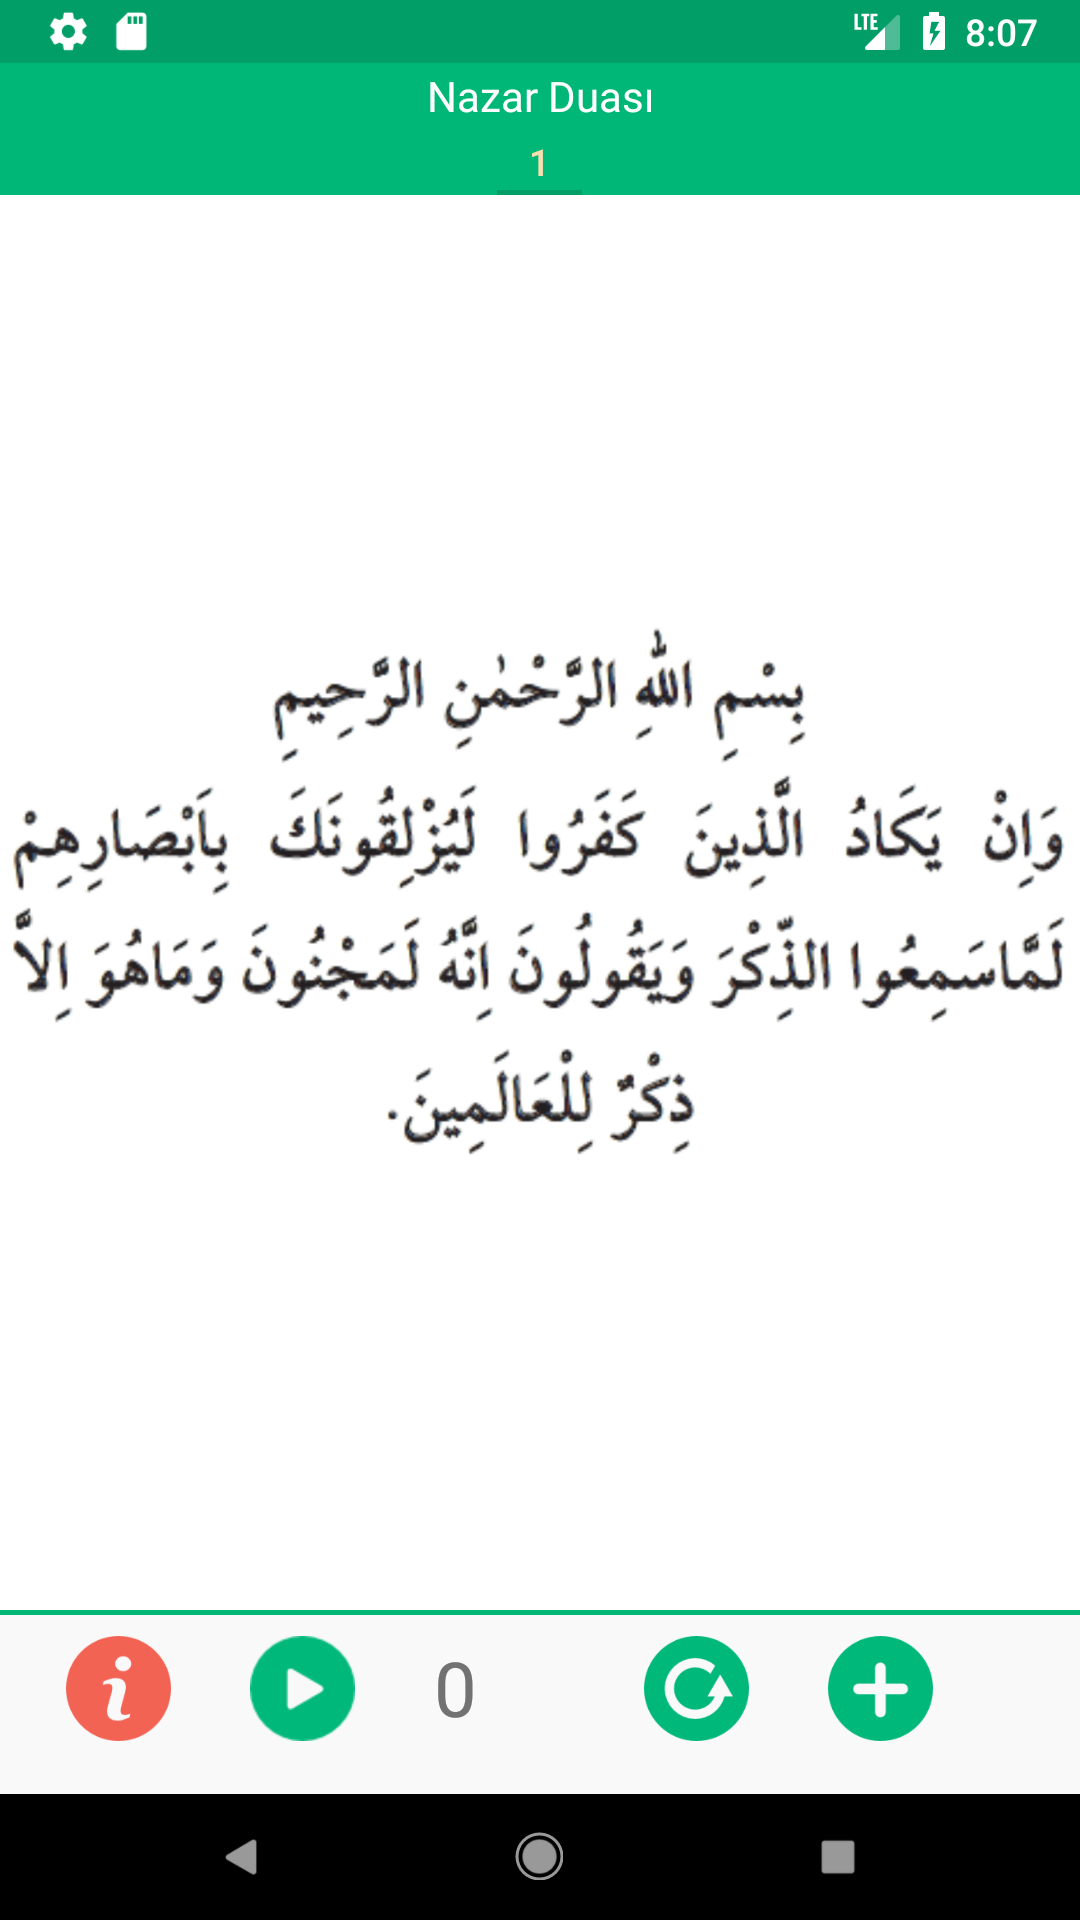 LTE 8:07
Nazar Duası
1
بِسْمِ اللّٰهِ الرَّحْمٰنِ الرَّحِيمِ
وَاِنْ يَكَادُ الَّذِينَ كَفَرُوا لَيُزْلِقُونَكَ بِاَبْصَارِهِمْ
لَمَّاسَمِعُوا الذِّكْرَ وَيَقُولُونَ اِنَّهُ لَمَجْنُونَ وَمَاهُوَ اِلاَّ
ذِكْرٌ لِلْعَالَمِينَ.
i 0